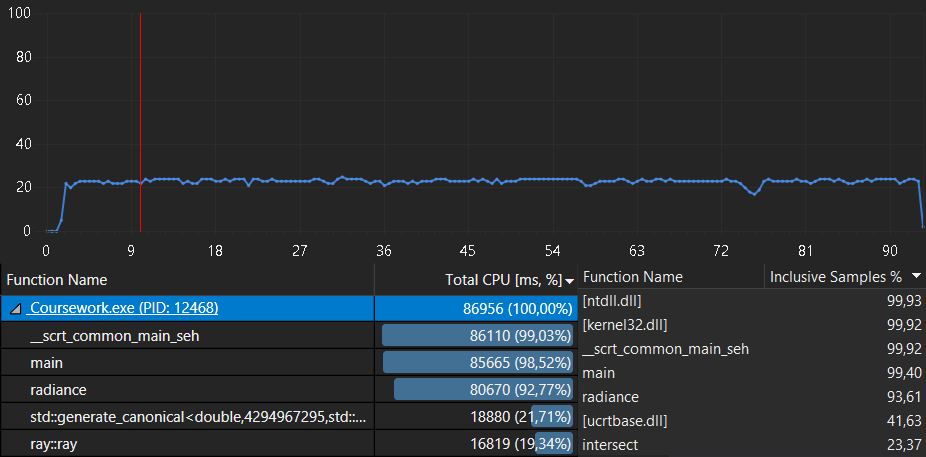 100
80
60
40
20
0
0 9 18 27 36 45 54 63 72 81 90
Function Name Total CPU [ms, %]
Coursework.exe (PID: 12468) 86956 (100,00%)
__scrt_common_main_seh 86110 (99,03%)
main 85665 (98,52%)
radiance 80670 (92,77%)
std::generate_canonical<double,4294967295,std::... 18880 (21,71%)
ray::ray 16819 (19,34%)
Function Name Inclusive Samples %
[ntdll.dll] 99,93
[kernel32.dll] 99,92
__scrt_common_main_seh 99,92
main 99,40
radiance 93,61
[ucrtbase.dll] 41,63
intersect 23,37